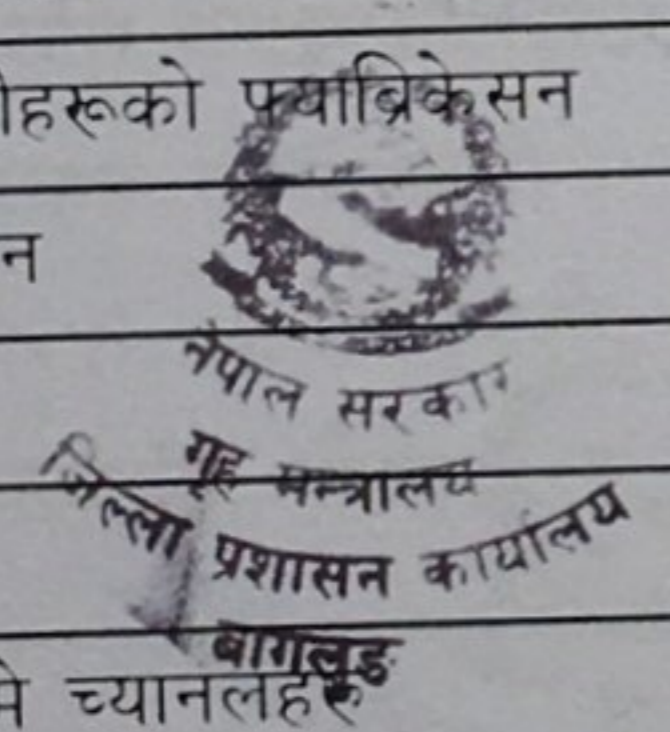 हरूको फ्याब्रिकेसन
न
नेपाल सरकार
गृह मन्त्रालय
जिल्ला प्रशासन कार्यालय
बागलुङ
च्यानलहरु